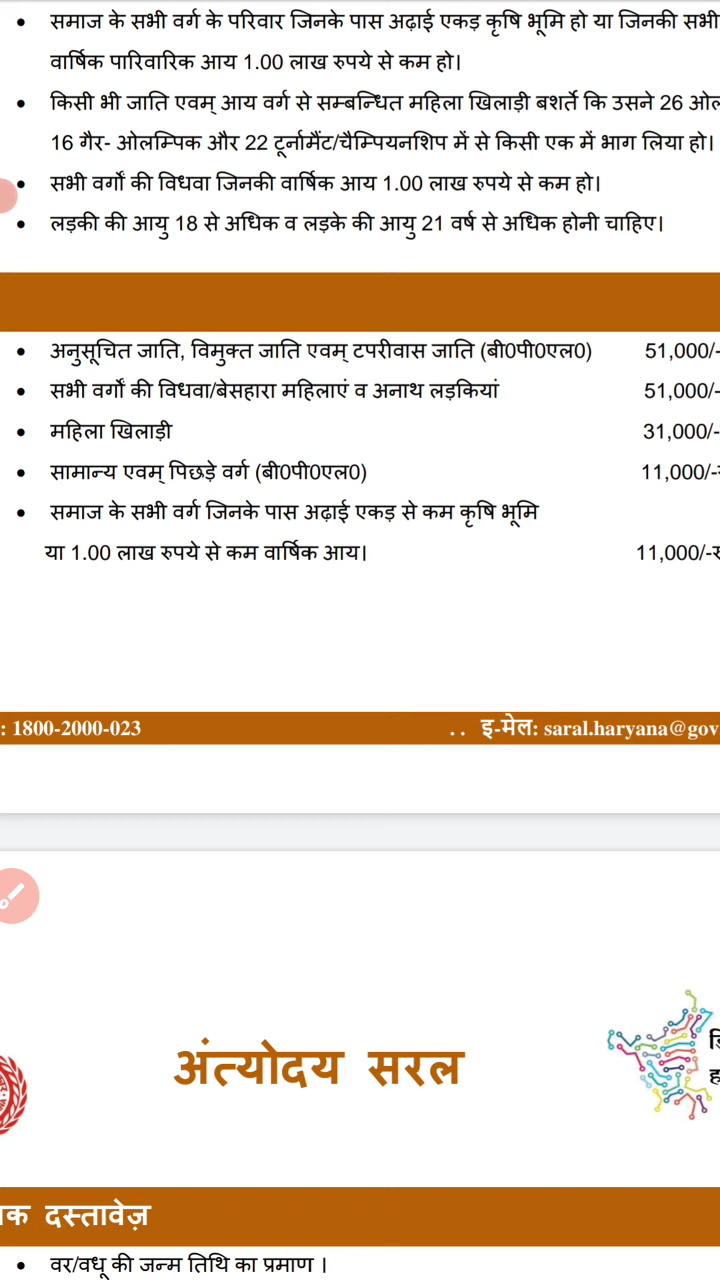 • समाज के सभी वर्ग के परिवार जिनके पास अढ़ाई एकड़ कृषि भूमि हो या जिनकी सभी
वार्षिक पारिवारिक आय 1.00 लाख रुपये से कम हो।
• किसी भी जाति एवम् आय वर्ग से सम्बन्धित महिला खिलाड़ी बशर्ते कि उसने 26
16 गैर- ओलम्पिक और 22 टूर्नामैंट/चैम्पियनशिप में से किसी एक में भाग लिया हो।
• सभी वर्गों की विधवा जिनकी वार्षिक आय 1.00 लाख रुपये से कम हो।
• लड़की की आयु 18 से अधिक व लड़के की आयु 21 वर्ष से अधिक होनी चाहिए।
• अनुसूचित जाति, विमुक्त जाति एवम् टपरीवास जाति (बी0पी0एल0) 51,000/-
• सभी वर्गों की विधवा/बेसहारा महिलाएं व अनाथ लड़कियां 51,000/-
• महिला खिलाड़ी 31,000/-
• सामान्य एवम् पिछड़े वर्ग (बी0पी0एल0) 11,000/-
• समाज के सभी वर्ग जिनके पास अढ़ाई एकड़ से कम कृषि भूमि
या 1.00 लाख रुपये से कम वार्षिक आय। 11,000/-
: 1800-2000-023 .. इ-मेल: saral.haryana@gov
अंत्योदय सरल
दस्तावेज़
• वर/वधू की जन्म तिथि का प्रमाण ।